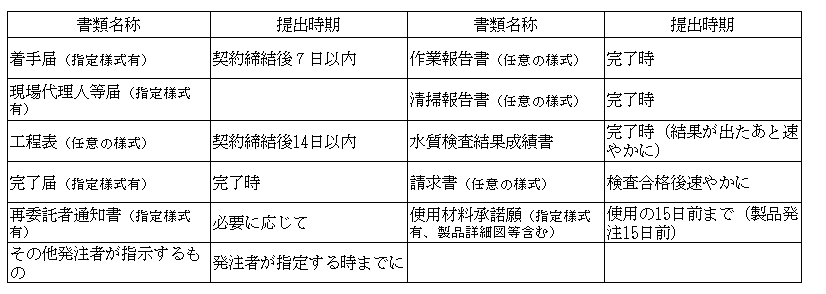 書類名称 提出時期 書類名称 提出時期
着手届（指定様式有） 契約締結後７日以内 作業報告書（任意の様式） 完了時
現場代理人等届（指定様式
有） 清掃報告書（任意の様式） 完了時
工程表（任意の様式） 契約締結後14日以内 水質検査結果成績書 完了時（結果が出たあと速
やかに）
完了届（指定様式有） 完了時 請求書（任意の様式） 検査合格後速やかに
再委託者通知書（指定様式
有） 必要に応じて 使用材料承諾願（指定様式
有、製品詳細図等含む） 使用の15日前まで（製品発
注15日前）
その他発注者が指示するも
の 発注者が指定する時までに